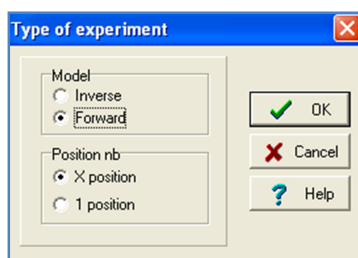 Type of experiment
Model
Inverse
Forward
Position nb
X position
1 position
OK
Cancel
Help